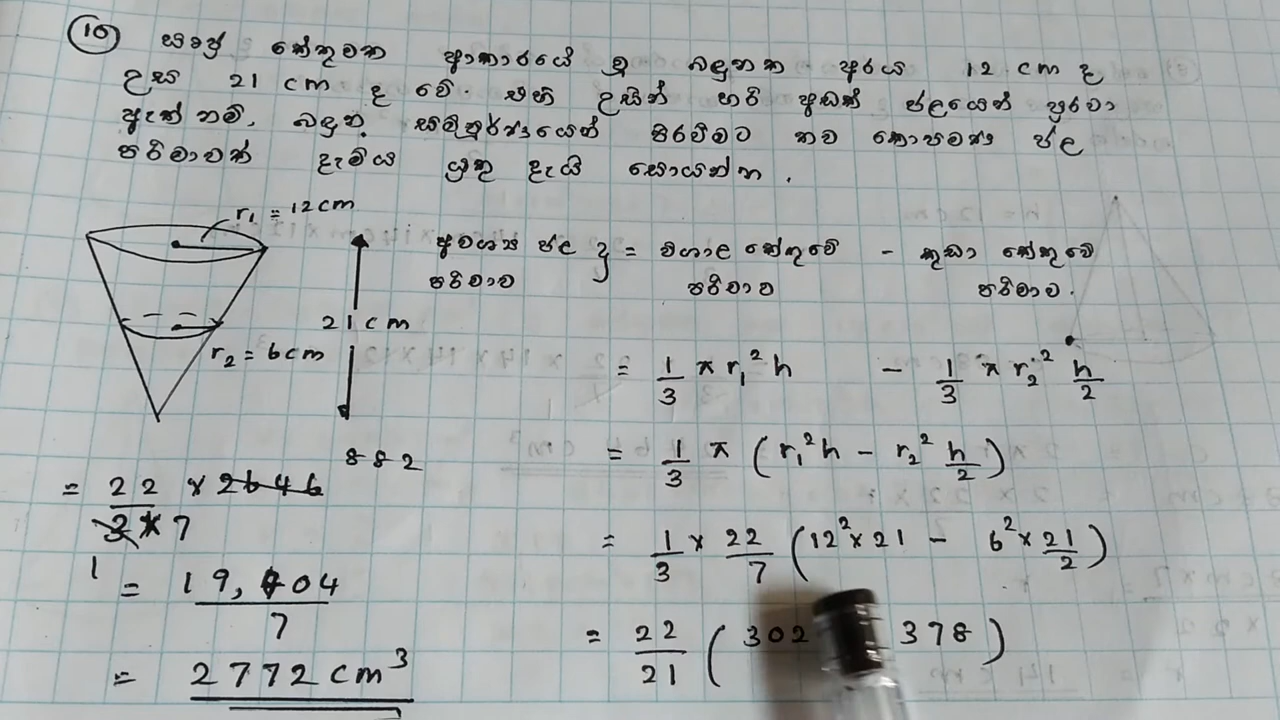 10 සෘජු කේතුවක ආකාරයේ වූ බඳුනක අරය 12 cm ද
උස 21 cm ද වේ. එහි උසින් හරි අඩක් ජලයෙන් පුරවා
ඇත් නම්, බඳුන සම්පූර්ණයෙන් පිරවීමට තව කොපමණ ජල
පරිමාවක් දැමිය යුතු දැයි සොයන්න.
r₁ = 12cm
21 cm
r₂ = 6cm
අවශ්‍ය ජල } = විශාල කේතුවේ - කුඩා කේතුවේ
පරිමාව පරිමාව පරිමාව.
= 1/3 π r₁² h - 1/3 π r₂² h/2
= 1/3 π (r₁²h - r₂² h/2)
= 1/3 × 22/7 (12² × 21 - 6² × 21/2)
= 22/21 (302 378)
882
= 22 × 2646 / 3 × 7
1
= 19,404 / 7
= 2772 cm³